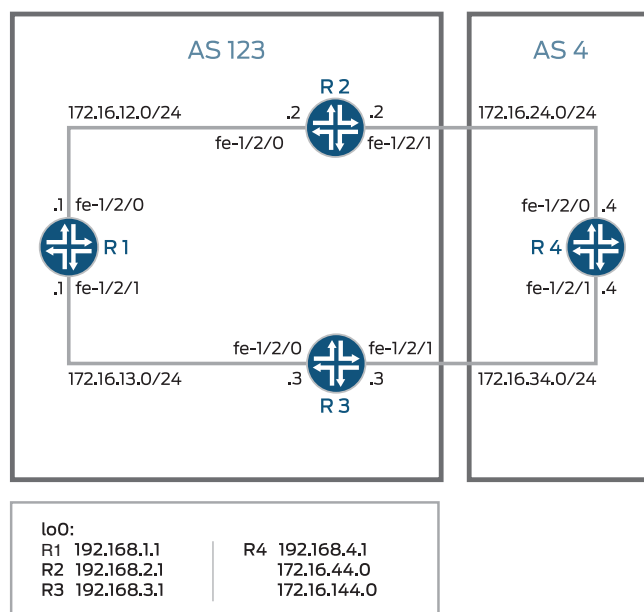 AS 123 AS 4
R 2
172.16.12.0/24 .2 .2 172.16.24.0/24
fe-1/2/0 fe-1/2/1
.1 fe-1/2/0 fe-1/2/0 .4
R 1 R 4
.1 fe-1/2/1 fe-1/2/1 .4
fe-1/2/0 fe-1/2/1
172.16.13.0/24 .3 .3 172.16.34.0/24
R 3
lo0:
R1 192.168.1.1 R4 192.168.4.1
R2 192.168.2.1 172.16.44.0
R3 192.168.3.1 172.16.144.0